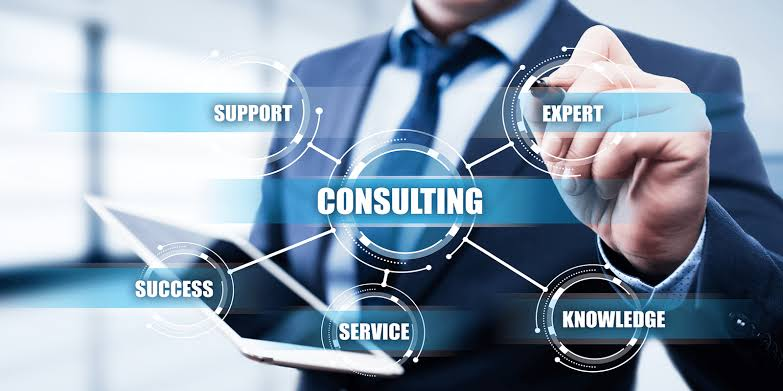 SUPPORT
EXPERT
CONSULTING
SUCCESS
SERVICE
KNOWLEDGE